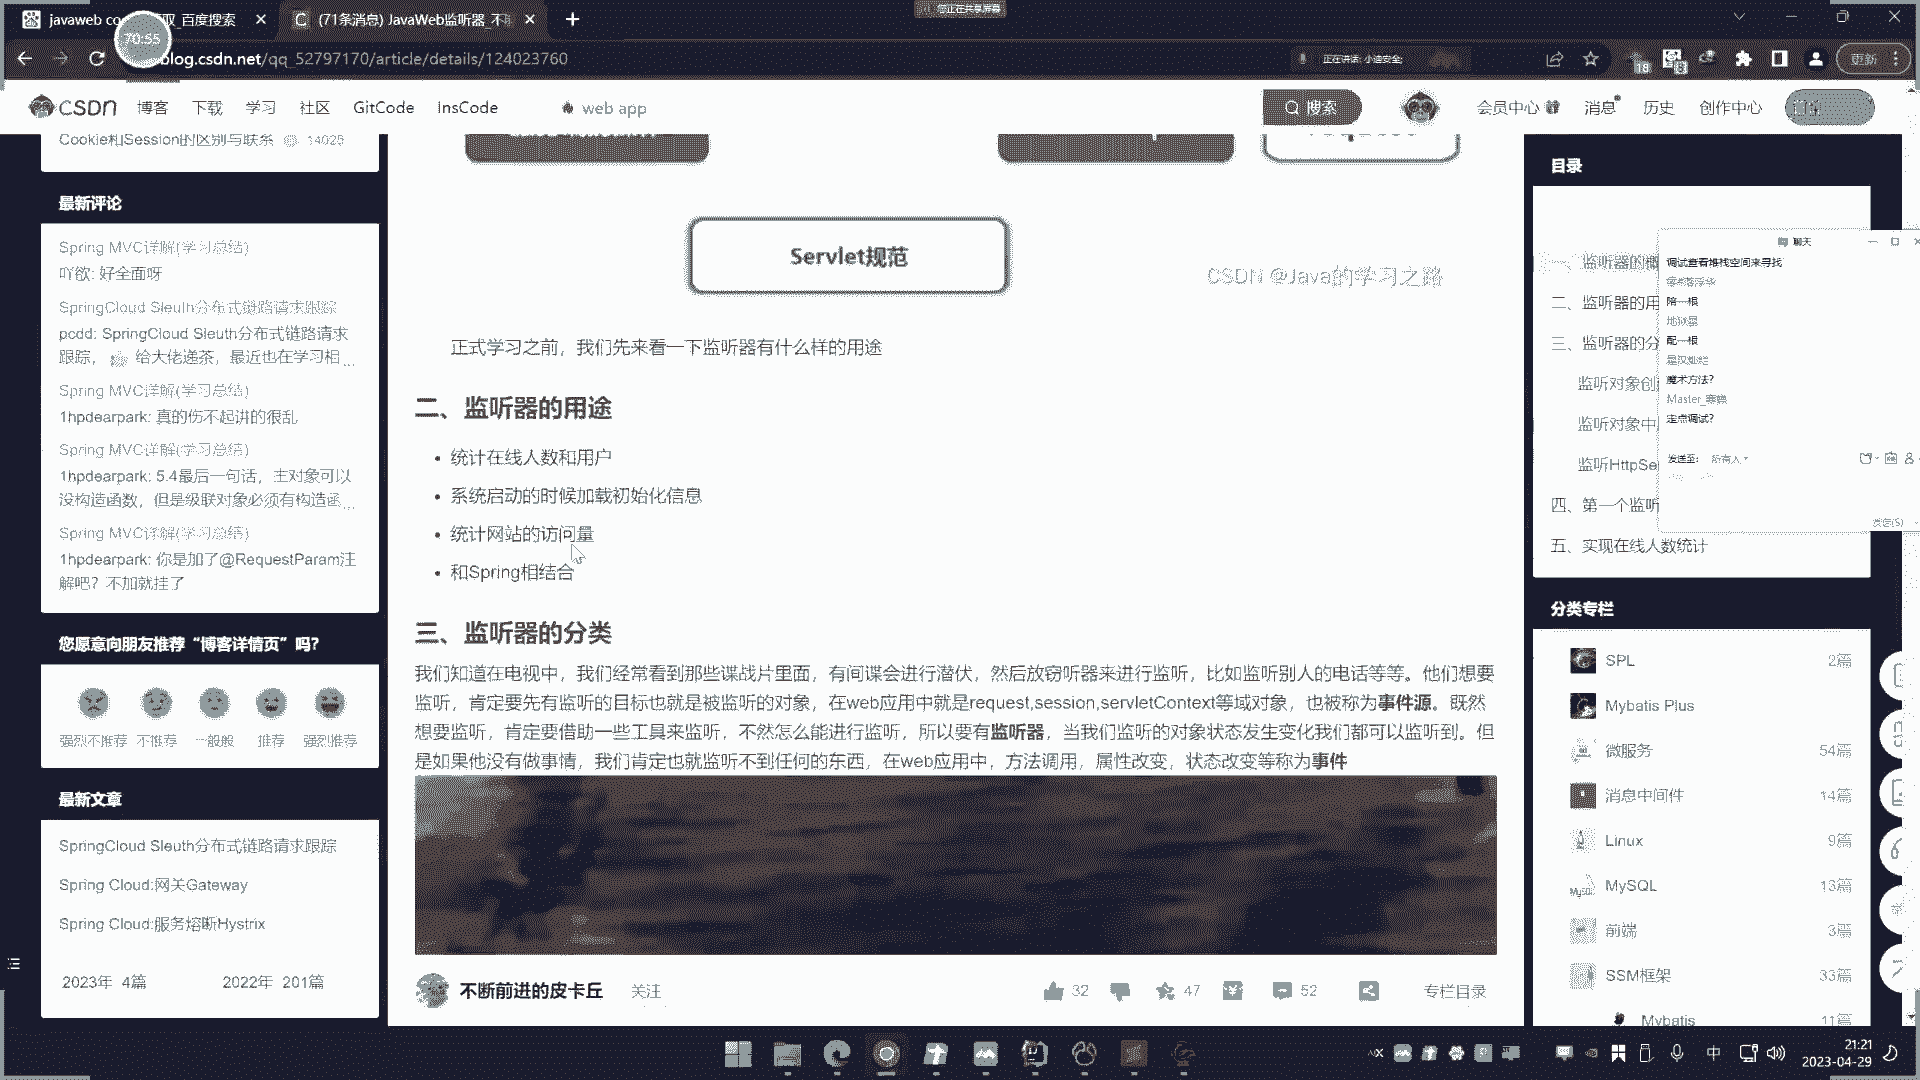 您正在共享屏幕
javaweb co
取_百度搜索
(71条消息) JavaWeb监听器_不
70:55
blog.csdn.net/qq_52797170/article/details/124023760
正在讲话: 小迪安全;
18
更新
CSDN
博客
下载
学习
社区
GitCode
InsCode
web app
搜索
会员中心
消息
历史
创作中心
Cookie和Session的区别与联系 14025
最新评论
Spring MVC详解(学习总结)
吖欲: 好全面呀
SpringCloud Sleuth分布式链路请求跟踪
pcdd: SpringCloud Sleuth分布式链路请求
跟踪， 给大佬递茶，最近也在学习相 ...
Spring MVC详解(学习总结)
1hpdearpark: 真的伤不起讲的很乱
Spring MVC详解(学习总结)
1hpdearpark: 5.4最后一句话，主对象可以
没构造函数，但是级联对象必须有构造函 ...
Spring MVC详解(学习总结)
1hpdearpark: 你是加了@RequestParam注
解吧？不加就挂了
您愿意向朋友推荐“博客详情页”吗？
强烈不推荐 不推荐 一般般 推荐 强烈推荐
最新文章
SpringCloud Sleuth分布式链路请求跟踪
Spring Cloud:网关Gateway
Spring Cloud:服务熔断Hystrix
2023年 4篇
2022年 201篇
Servlet规范
CSDN @Java的学习之路
正式学习之前，我们先来看一下监听器有什么样的用途
二、监听器的用途
• 统计在线人数和用户
• 系统启动的时候加载初始化信息
• 统计网站的访问量
• 和Spring相结合
三、监听器的分类
我们知道在电视中，我们经常看到那些谍战片里面，有间谍会进行潜伏，然后放窃听器来进行监听，比如监听别人的电话等等。他们想要
监听，肯定要先有监听的目标也就是被监听的对象，在web应用中就是request,session,servletContext等域对象，也被称为事件源。既然
想要监听，肯定要借助一些工具来监听，不然怎么能进行监听，所以要有监听器，当我们监听的对象状态发生变化我们都可以监听到。但
是如果他没有做事情，我们肯定也就监听不到任何的东西，在web应用中，方法调用，属性改变，状态改变等称为事件
不断前进的皮卡丘
关注
32
47
52
专栏目录
目录
一、监听器的概
二、监听器的用
三、监听器的分
监听对象创
监听对象中
监听HttpSe
四、第一个监听
五、实现在线人数统计
聊天
调试查看堆栈空间来寻找
陪一根
地狱星
配一根
魔术方法?
定点调试?
发送至: 所有人
发送(S)
分类专栏
SPL 2篇
Mybatis Plus
微服务 54篇
消息中间件 14篇
Linux 9篇
MySQL 13篇
前端 3篇
SSM框架 33篇
Mybatis 11篇
中
21:21
2023-04-29